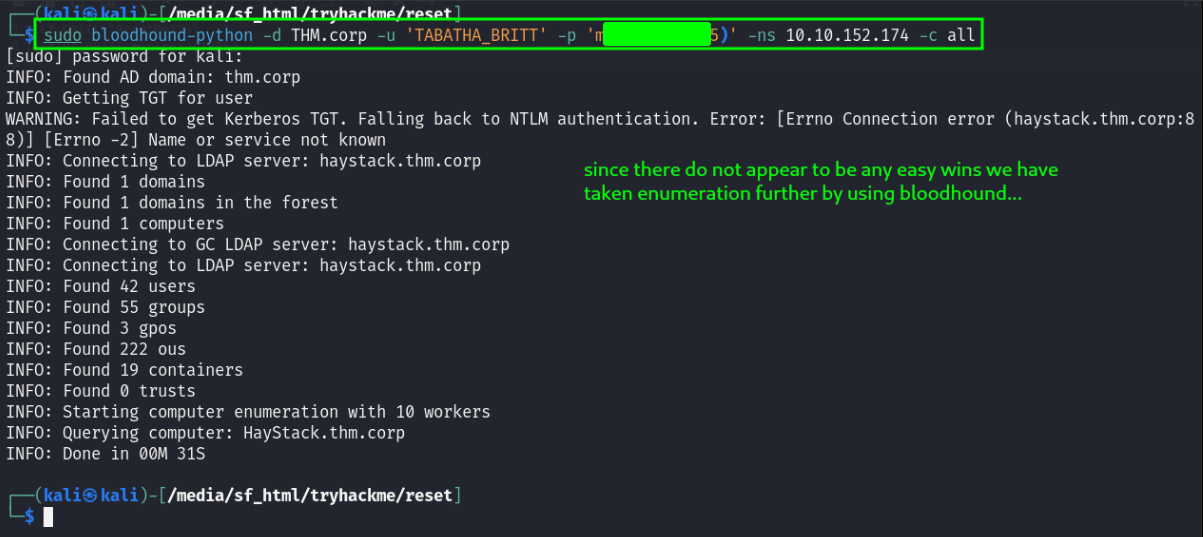 ┌──(kali㉿kali)-[/media/sf_html/tryhackme/reset]
└─$ sudo bloodhound-python -d THM.corp -u 'TABATHA_BRITT' -p 'm 5)' -ns 10.10.152.174 -c all
[sudo] password for kali:
INFO: Found AD domain: thm.corp
INFO: Getting TGT for user
WARNING: Failed to get Kerberos TGT. Falling back to NTLM authentication. Error: [Errno Connection error (haystack.thm.corp:8
8)] [Errno -2] Name or service not known
INFO: Connecting to LDAP server: haystack.thm.corp
INFO: Found 1 domains
INFO: Found 1 domains in the forest
INFO: Found 1 computers
INFO: Connecting to GC LDAP server: haystack.thm.corp
INFO: Connecting to LDAP server: haystack.thm.corp
INFO: Found 42 users
INFO: Found 55 groups
INFO: Found 3 gpos
INFO: Found 222 ous
INFO: Found 19 containers
INFO: Found 0 trusts
INFO: Starting computer enumeration with 10 workers
INFO: Querying computer: HayStack.thm.corp
INFO: Done in 00M 31S
since there do not appear to be any easy wins we have
taken enumeration further by using bloodhound...
┌──(kali㉿kali)-[/media/sf_html/tryhackme/reset]
└─$